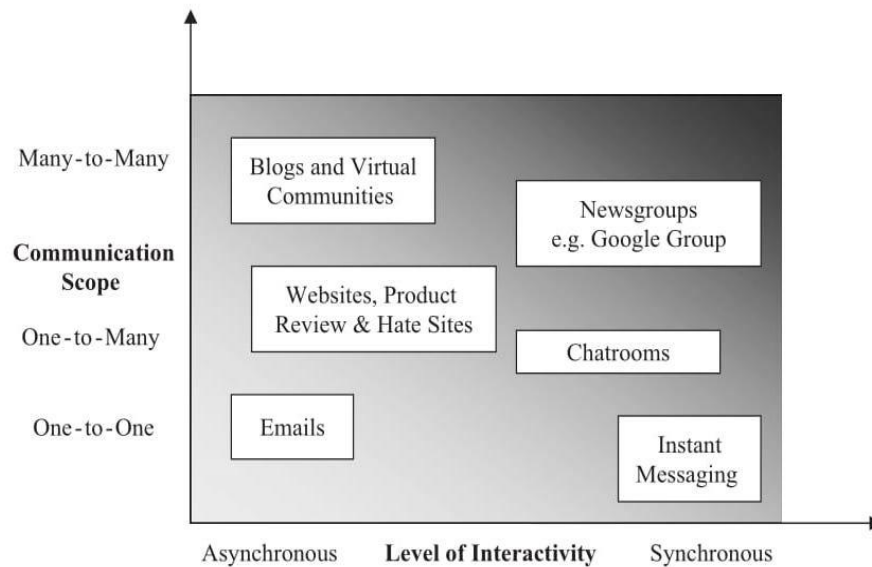 Many-to-Many
Blogs and Virtual
Communities
Newsgroups
e.g. Google Group
Communication
Scope
Websites, Product
Review & Hate Sites
One-to-Many
Chatrooms
One-to-One
Emails
Instant
Messaging
Asynchronous
Level of Interactivity
Synchronous